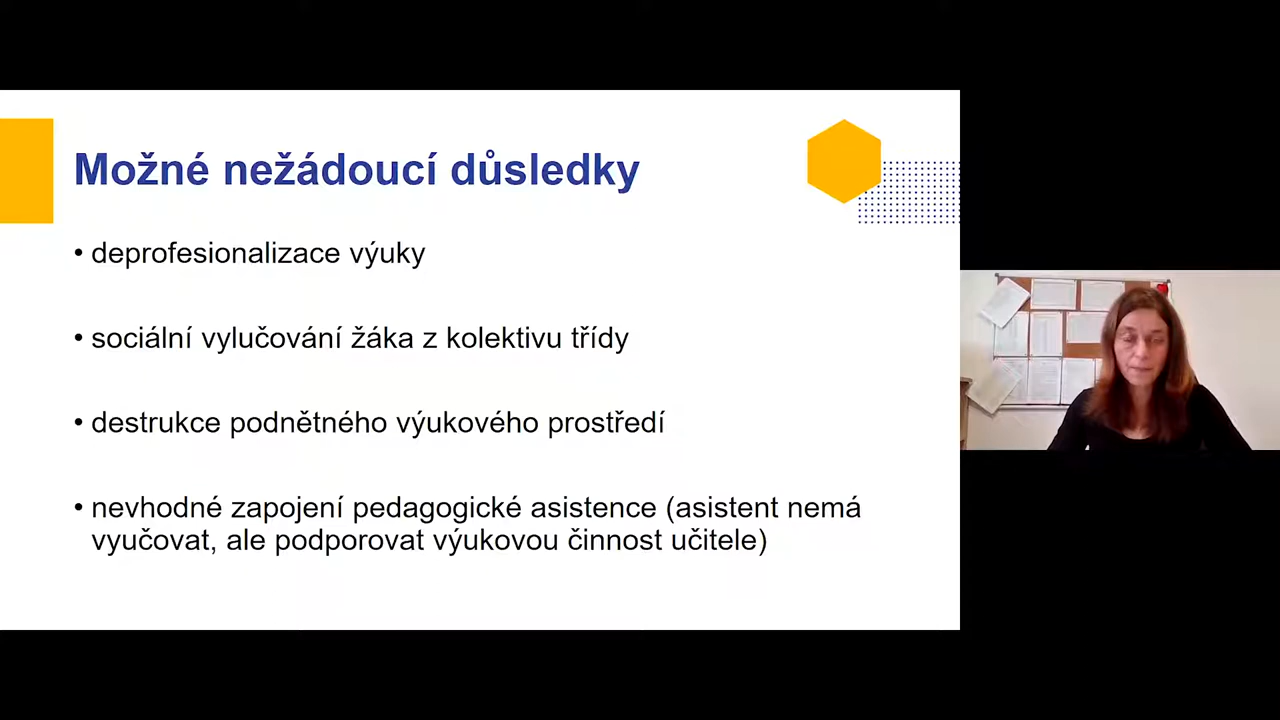 Možné nežádoucí důsledky
• deprofesionalizace výuky
• sociální vylučování žáka z kolektivu třídy
• destrukce podnětného výukového prostředí
• nevhodné zapojení pedagogické asistence (asistent nemá
vyučovat, ale podporovat výukovou činnost učitele)